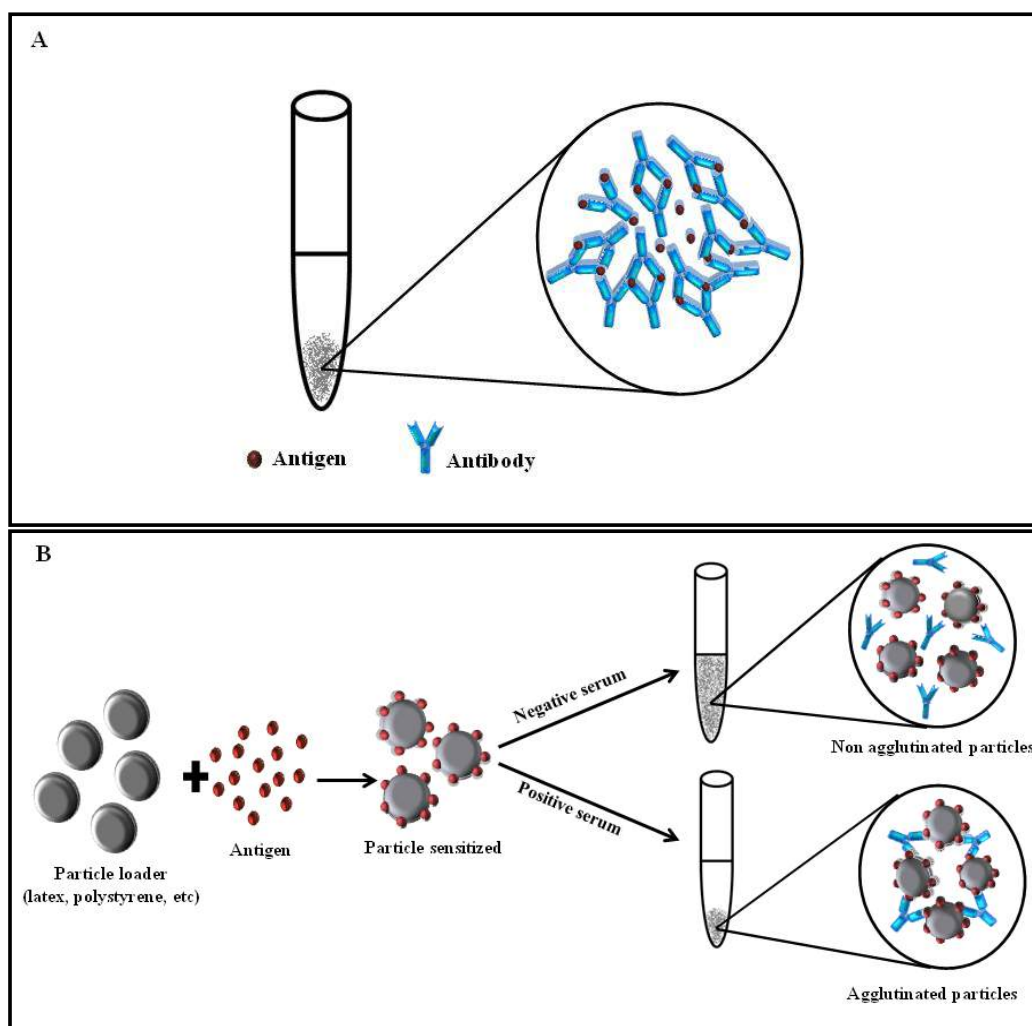 A
Antigen
Antibody
B
Particle loader
(latex, polystyrene, etc)
Antigen
Particle sensitized
Negative serum
Positive serum
Non agglutinated particles
Agglutinated particles